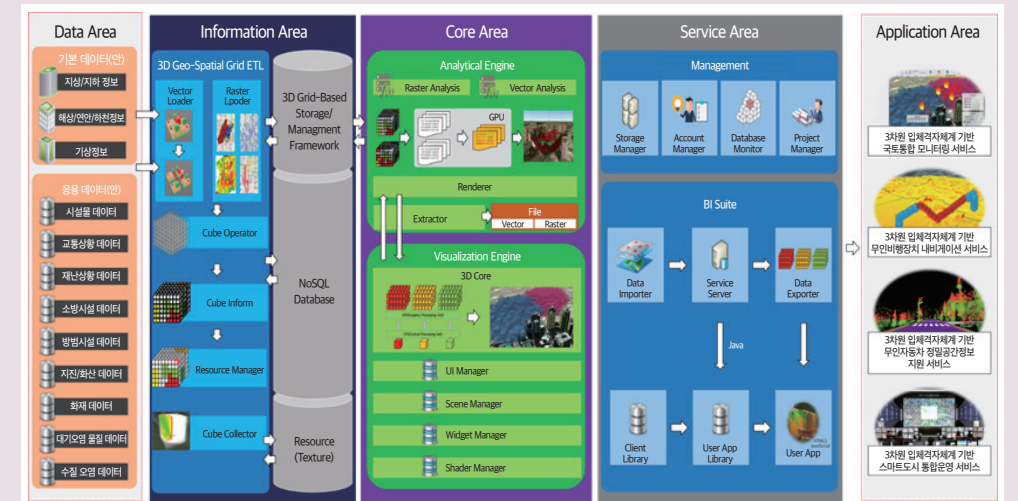 Data Area
기본 데이터(안)
지상/지하 정보
해상/연안/하천정보
기상정보
응용 데이터(안)
시설물 데이터
교통상황 데이터
재난상황 데이터
소방시설 데이터
방범시설 데이터
지진/화산 데이터
화재 데이터
대기오염 물질 데이터
수질 오염 데이터
Information Area
3D Geo-Spatial Grid ETL
Vector
Loader
Raster
Lpoder
Cube Operator
Cube Inform
Resource Manager
Cube Collector
3D Grid-Based
Storage/
Managment
Framework
NoSQL
Database
Resource
(Texture)
Core Area
Analytical Engine
Raster Analysis
Vector Analysis
GPU
Renderer
Extractor
File
Vector
Raster
Visualization Engine
3D Core
UI Manager
Scene Manager
Widget Manager
Shader Manager
Service Area
Management
Storage
Manager
Account
Manager
Database
Monitor
Project
Manager
BI Suite
Data
Importer
Service
Server
Data
Exporter
Java
Client
Library
User App
Library
User App
Application Area
3차원 입체격자체계 기반
국토통합 모니터링 서비스
3차원 입체격자체계 기반
무인비행장치 내비게이션 서비스
3차원 입체격자체계 기반
무인자동차 정밀공간정보
지원 서비스
3차원 입체격자체계 기반
스마트도시 통합운영 서비스